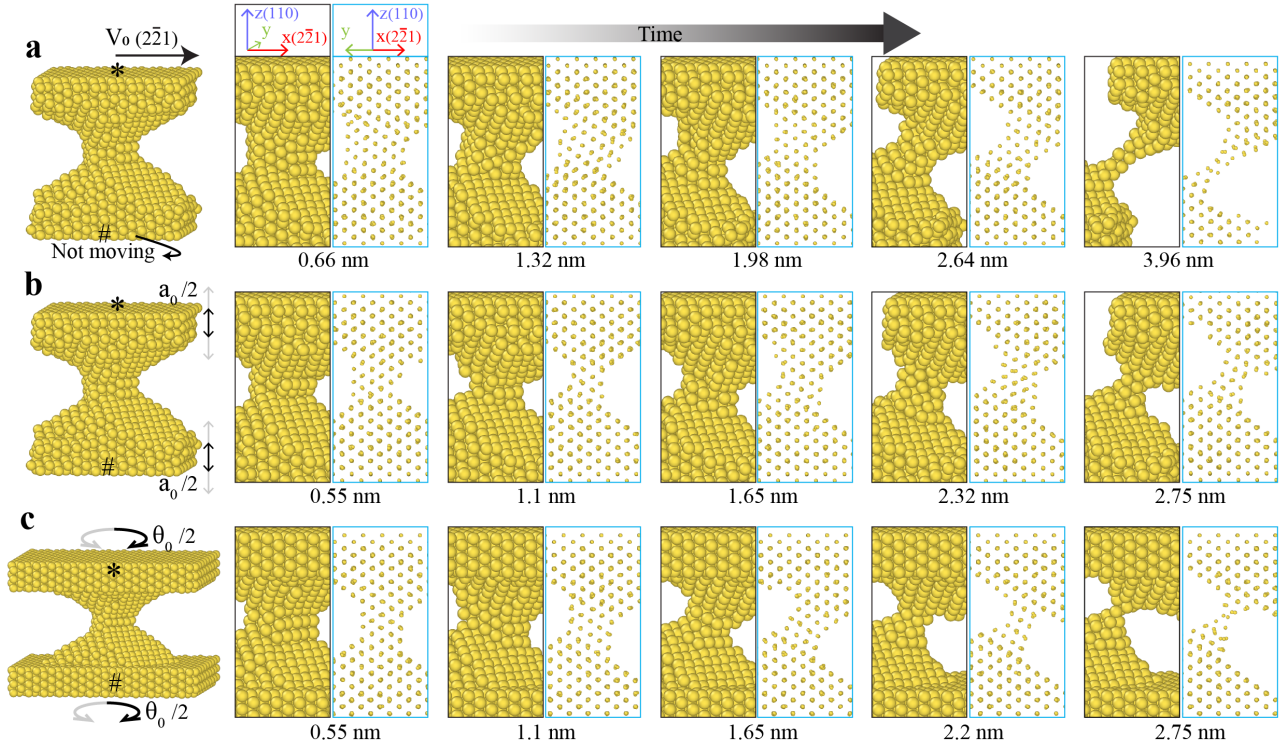 a
V₀ (22̄1)
*
#
Not moving
z(110)
y
x(22̄1)
z(110)
y
x(22̄1)
Time
0.66 nm
1.32 nm
1.98 nm
2.64 nm
3.96 nm
b
a₀/2
*
#
a₀/2
0.55 nm
1.1 nm
1.65 nm
2.32 nm
2.75 nm
c
θ₀/2
*
#
θ₀/2
0.55 nm
1.1 nm
1.65 nm
2.2 nm
2.75 nm